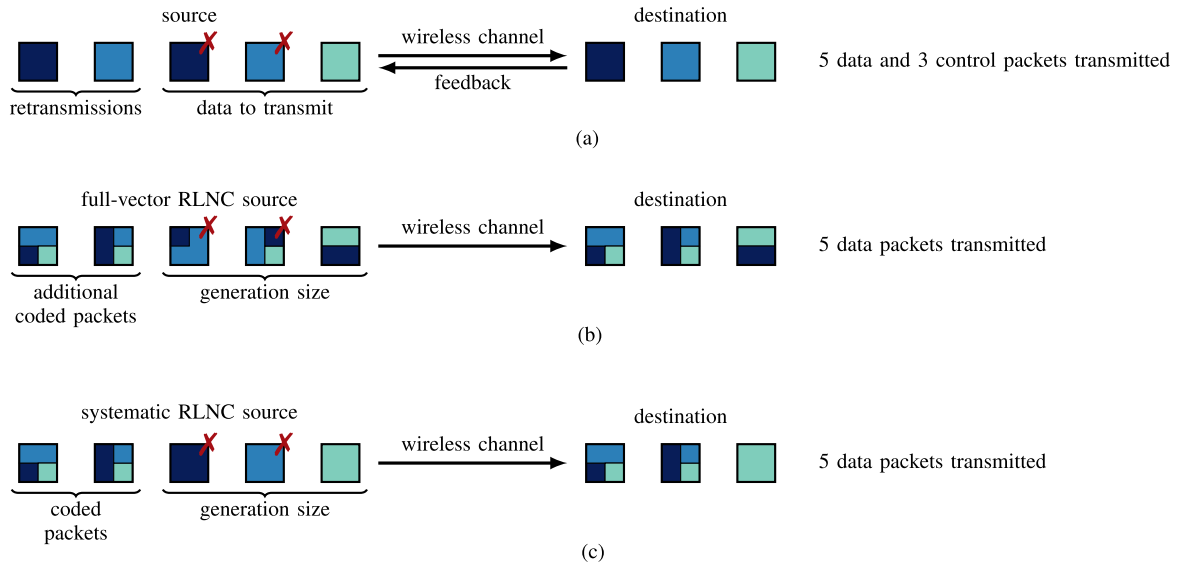 source
destination
wireless channel
feedback
5 data and 3 control packets transmitted
retransmissions
data to transmit
(a)
full-vector RLNC source
destination
wireless channel
5 data packets transmitted
additional
coded packets
generation size
(b)
systematic RLNC source
destination
wireless channel
5 data packets transmitted
coded
packets
generation size
(c)